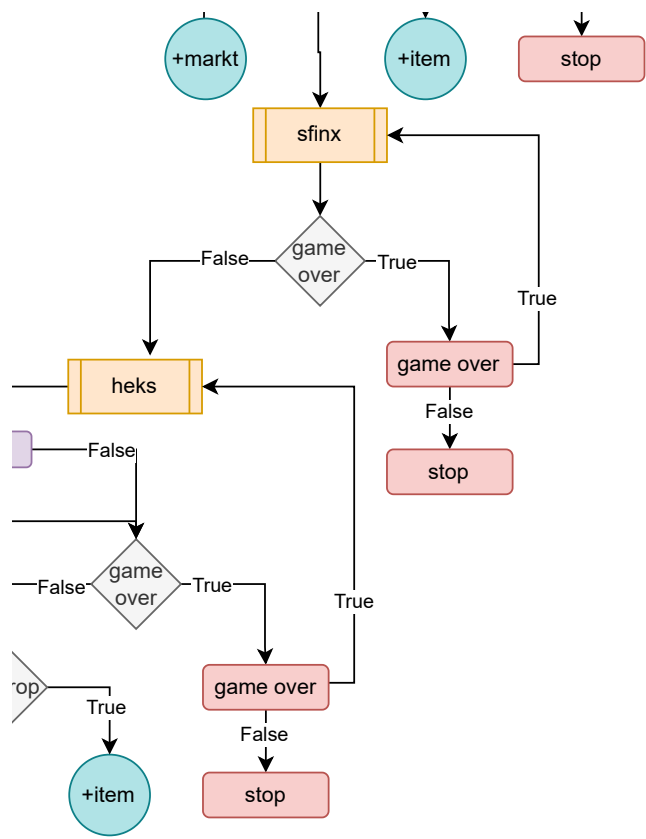 +markt
+item
stop
sfinx
game
over
False
True
True
game over
heks
False
False
stop
game
over
False
True
True
game over
True
False
+item
stop